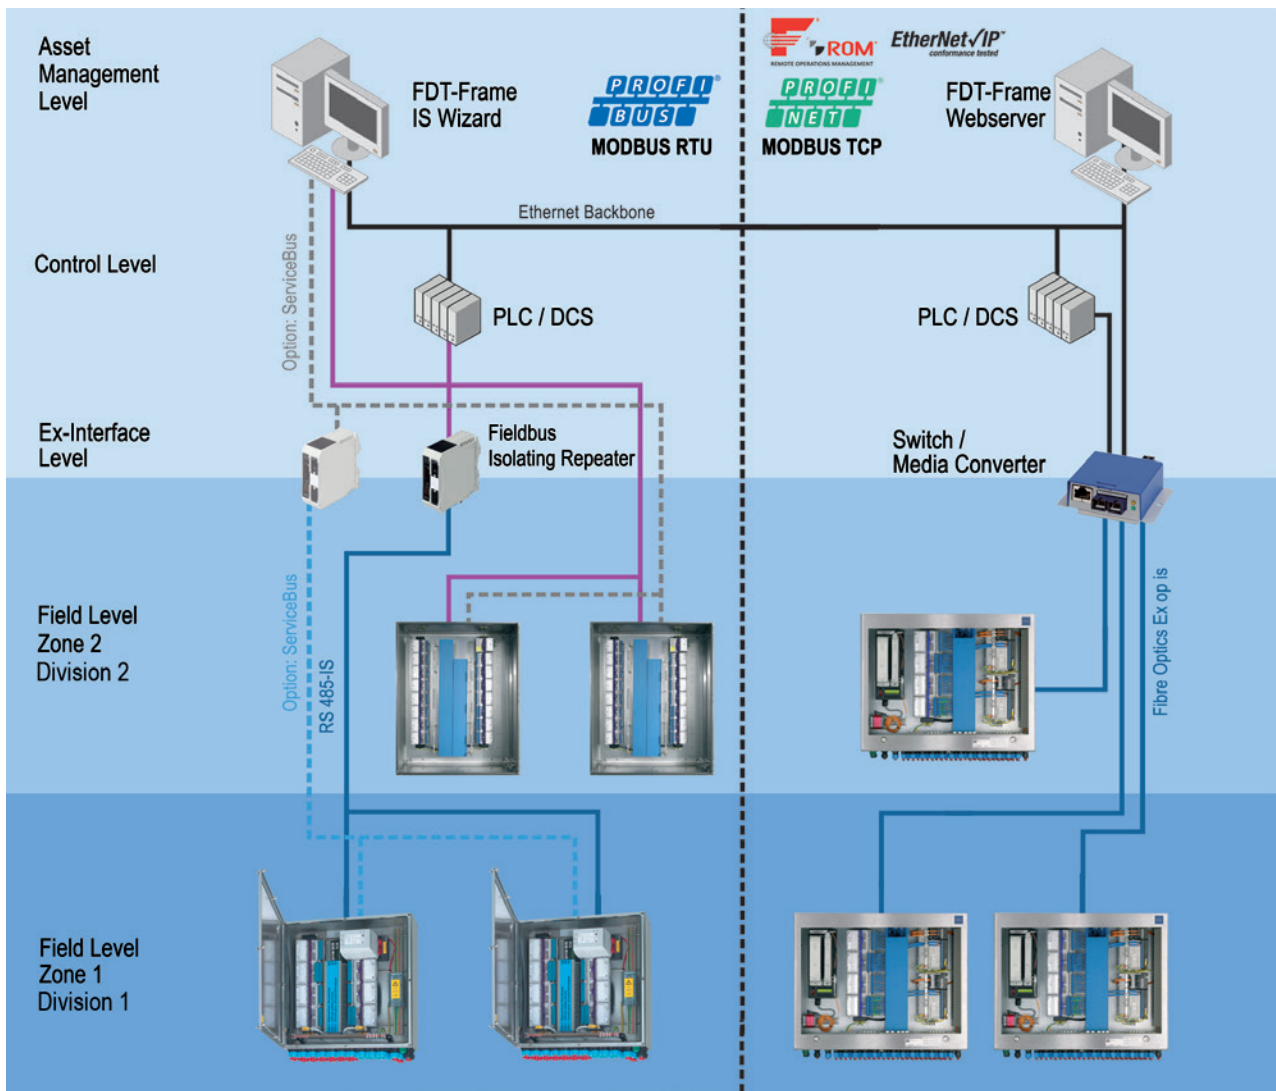 Asset
Management
Level
FDT-Frame
IS Wizard
PROFI
BUS
®
MODBUS RTU
F
ROM
®
REMOTE OPERATIONS MANAGEMENT
EtherNet/IP™
conformance tested
PROFI
NET
®
MODBUS TCP
FDT-Frame
Webserver
Ethernet Backbone
Option: ServiceBus
Control Level
PLC / DCS
PLC / DCS
Ex-Interface
Level
Fieldbus
Isolating Repeater
Switch /
Media Converter
Field Level
Zone 2
Division 2
Option: ServiceBus
RS 485-IS
Fibre Optics Ex op is
Field Level
Zone 1
Division 1